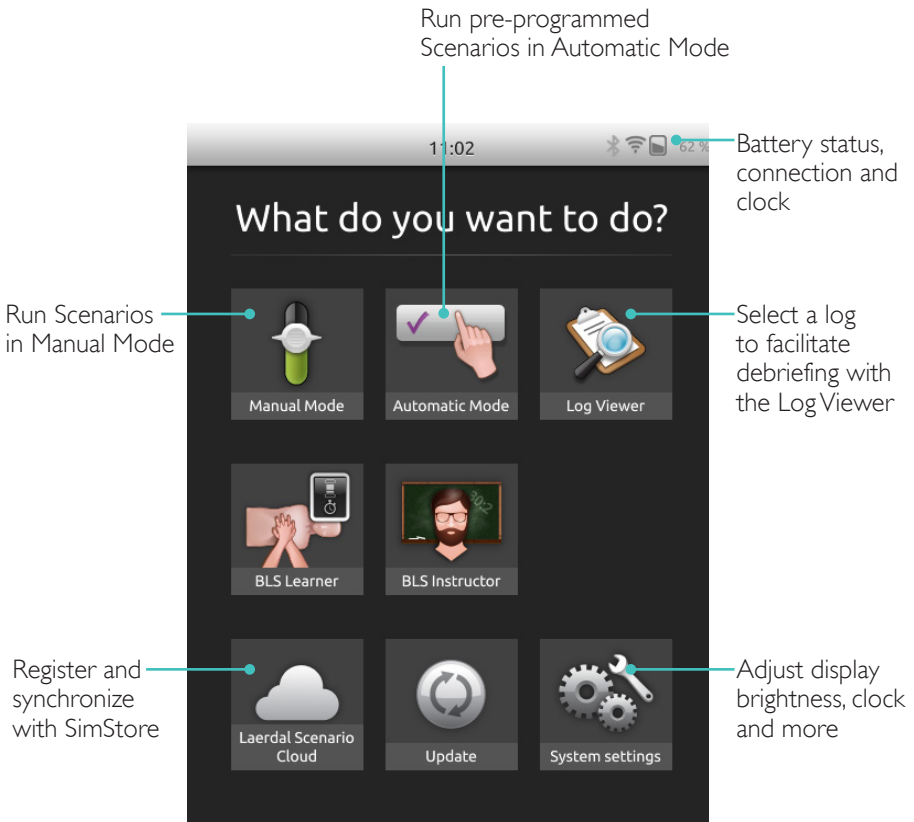 Run pre-programmed
Scenarios in Automatic Mode
11:02
62 %
Battery status,
connection and
clock
What do you want to do?
Run Scenarios
in Manual Mode
Manual Mode
Automatic Mode
Log Viewer
Select a log
to facilitate
debriefing with
the Log Viewer
30:2
BLS Learner
BLS Instructor
Register and
synchronize
with SimStore
Laerdal Scenario
Cloud
Update
System settings
Adjust display
brightness, clock
and more